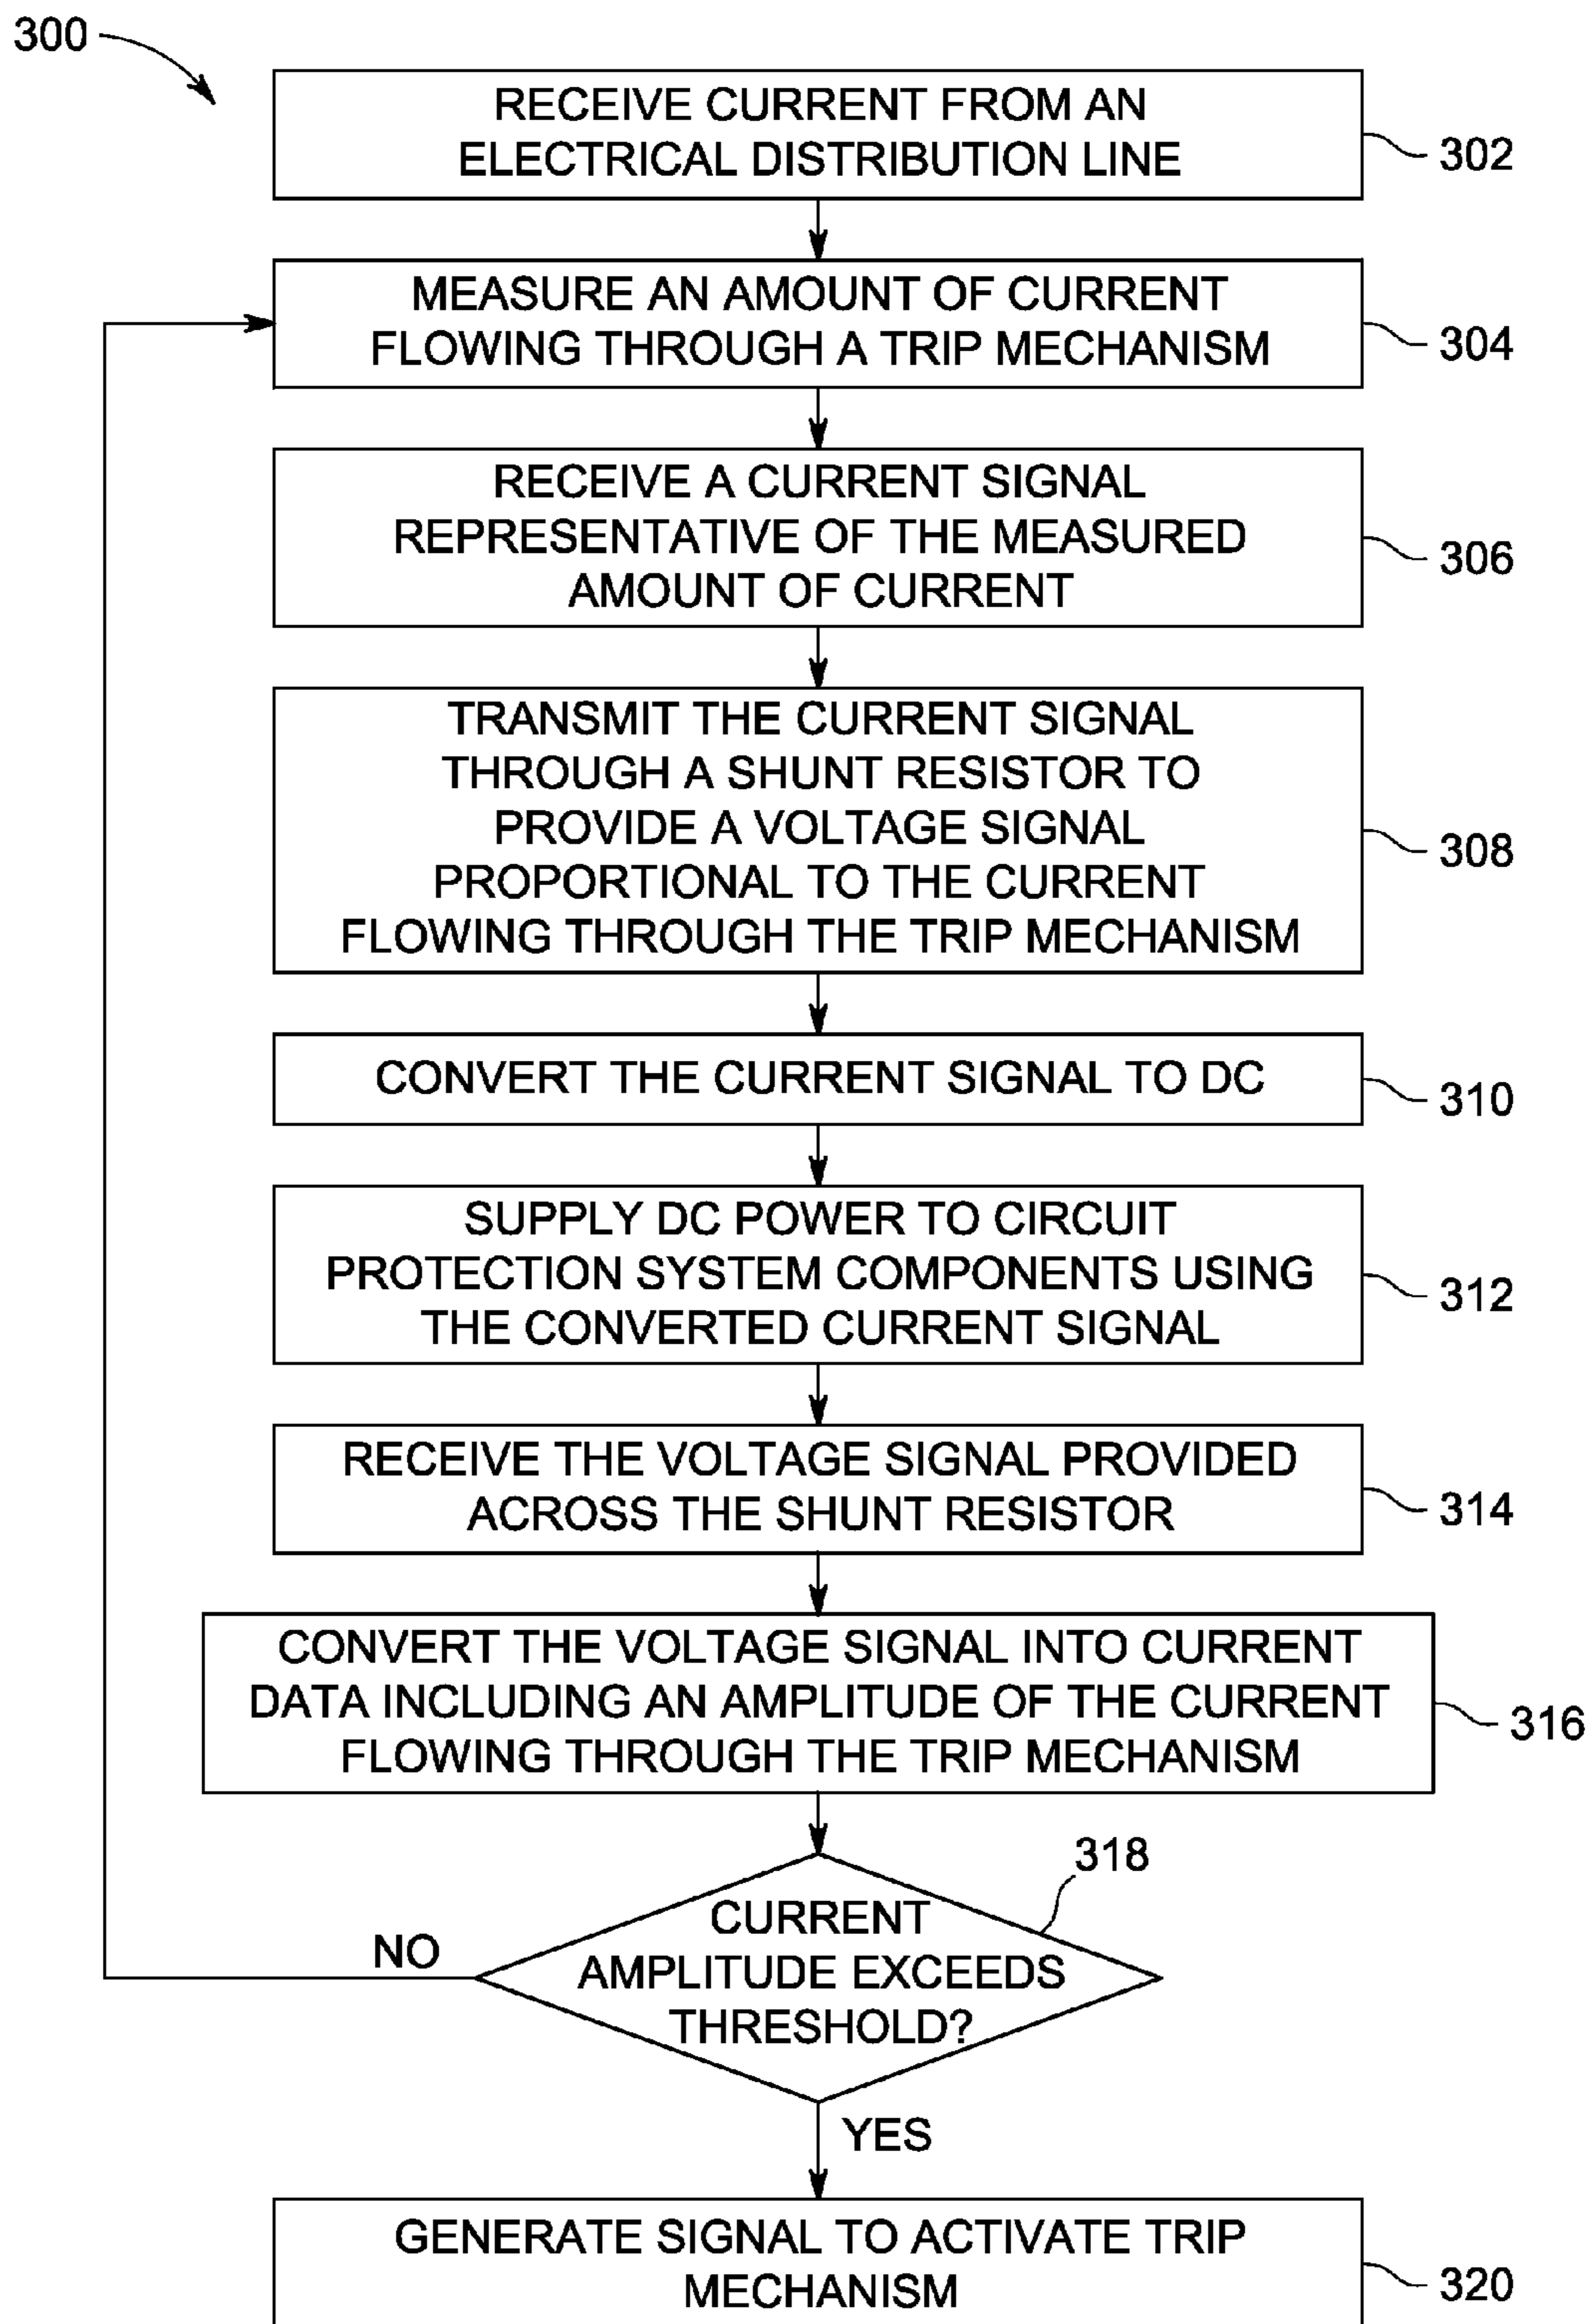 300
RECEIVE CURRENT FROM AN
ELECTRICAL DISTRIBUTION LINE
302
MEASURE AN AMOUNT OF CURRENT
FLOWING THROUGH A TRIP MECHANISM
304
RECEIVE A CURRENT SIGNAL
REPRESENTATIVE OF THE MEASURED
AMOUNT OF CURRENT
306
TRANSMIT THE CURRENT SIGNAL
THROUGH A SHUNT RESISTOR TO
PROVIDE A VOLTAGE SIGNAL
PROPORTIONAL TO THE CURRENT
FLOWING THROUGH THE TRIP MECHANISM
308
CONVERT THE CURRENT SIGNAL TO DC
310
SUPPLY DC POWER TO CIRCUIT
PROTECTION SYSTEM COMPONENTS USING
THE CONVERTED CURRENT SIGNAL
312
RECEIVE THE VOLTAGE SIGNAL PROVIDED
ACROSS THE SHUNT RESISTOR
314
CONVERT THE VOLTAGE SIGNAL INTO CURRENT
DATA INCLUDING AN AMPLITUDE OF THE CURRENT
FLOWING THROUGH THE TRIP MECHANISM
316
318
CURRENT
AMPLITUDE EXCEEDS
THRESHOLD?
NO
YES
GENERATE SIGNAL TO ACTIVATE TRIP
MECHANISM
320